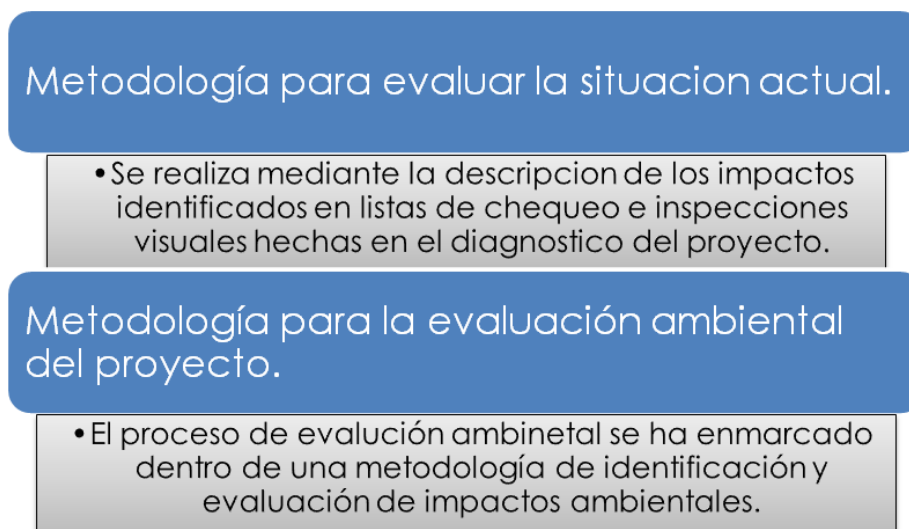 Metodología para evaluar la situacion actual.
•Se realiza mediante la descripcion de los impactos
identificados en listas de chequeo e inspecciones
visuales hechas en el diagnostico del proyecto.
Metodología para la evaluación ambiental
del proyecto.
•El proceso de evalución ambinetal se ha enmarcado
dentro de una metodología de identificación y
evaluación de impactos ambientales.